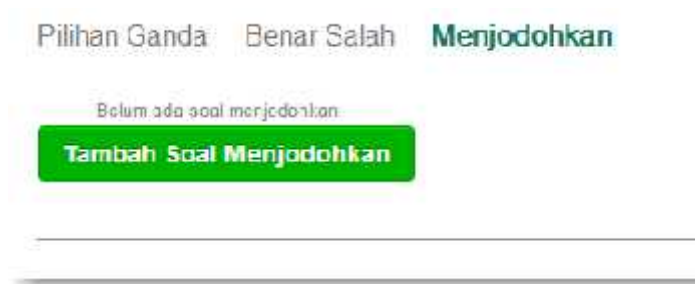 Pilihan Ganda Benar Salah Menjodohkan
Belum ada soal menjodohkan
Tambah Soal Menjodohkan